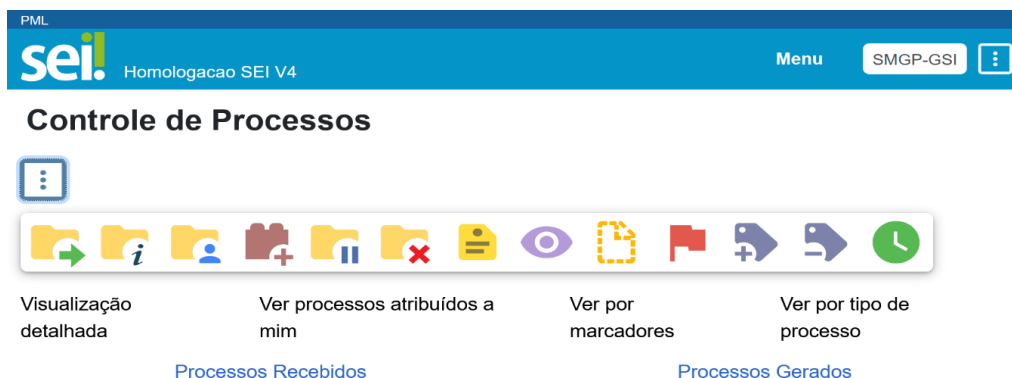 PML
sei!
Homologacao SEI V4
Menu
SMGP-GSI
Controle de Processos
Visualização detalhada
Ver processos atribuídos a mim
Ver por marcadores
Ver por tipo de processo
Processos Recebidos
Processos Gerados